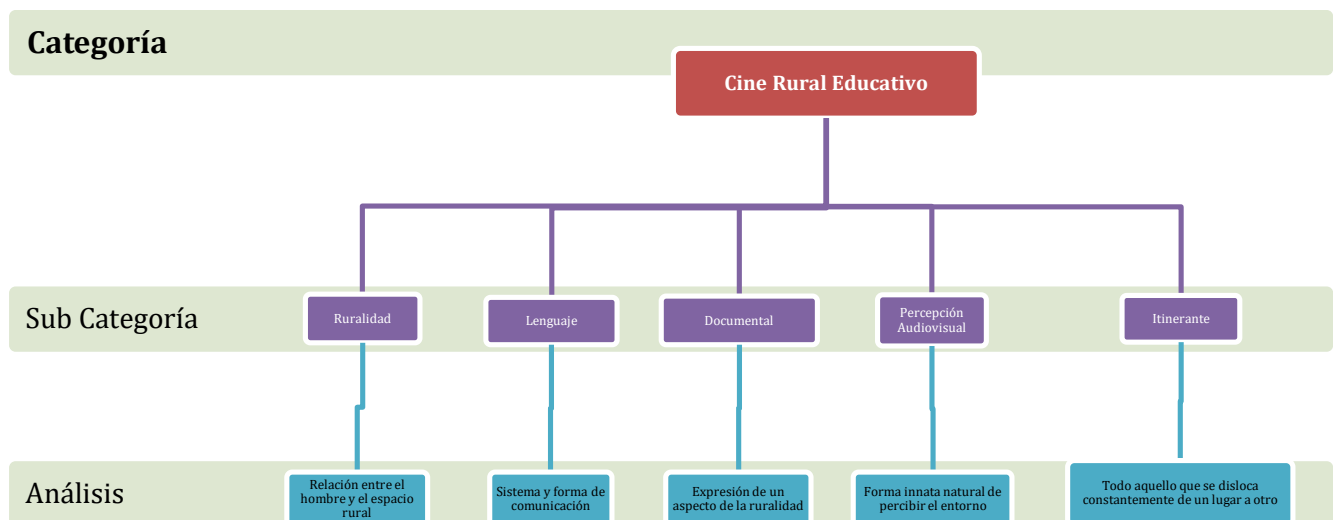 Categoría
Cine Rural Educativo
Sub Categoría
Ruralidad
Lenguaje
Documental
Percepción
Audiovisual
Itinerante
Análisis
Relación entre el
hombre y el espacio
rural
Sistema y forma de
comunicación
Expresión de un
aspecto de la ruralidad
Forma innata natural de
percibir el entorno
Todo aquello que se disloca
constantemente de un lugar a otro